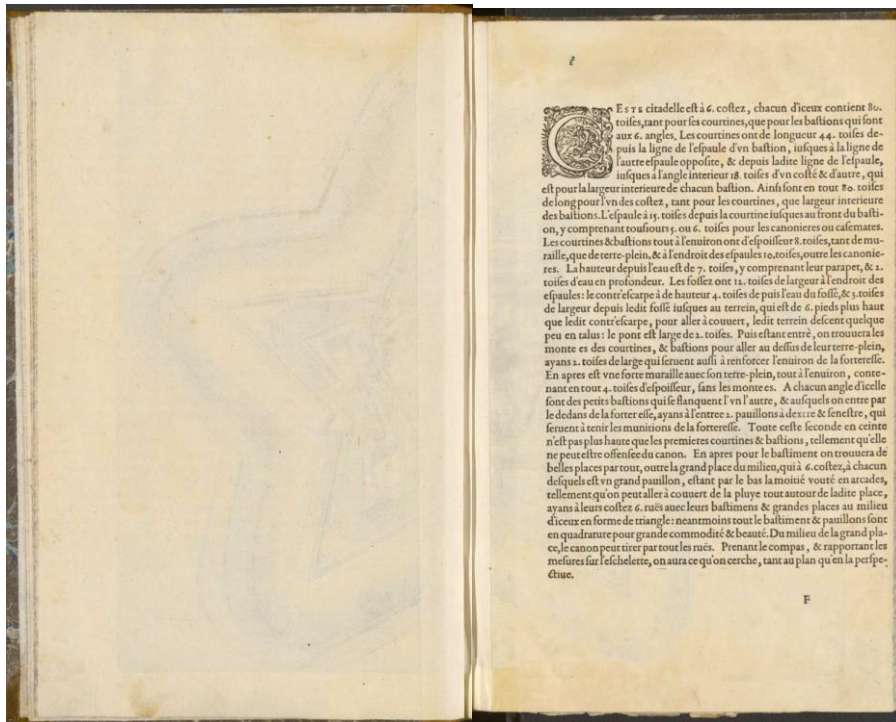 CESTE citadelle est à 6. costez, chacun d'iceux contient 80.
toises, tant pour ses courtines, que pour les bastions qui sont
aux 6. angles. Les courtines ont de longueur 44. toises de-
puis la ligne de l'espaule d'vn bastion, iusques à la ligne de
l'autre espaule opposite, & depuis ladite ligne de l'espaule,
iusques à l'angle interieur 18. toises d'vn costé & d'autre, qui
est pour la largeur interieure de chacun bastion. Ainsi sont en tout 80. toises
de long pour l'vn des costez, tant pour les courtines, que largeur interieure
des bastions. L'espaule à 15. toises depuis la courtine iusques au front du basti-
on, y comprenant tousiours 5. ou 6. toises pour les canonieres ou casemates.
Les courtines & bastions tout à l'enuiron ont d'espoisseur 8. toises, tant de mu-
raille, que de terre-plein, & à l'endroit des espaules 10. toises, outre les canonie-
res. La hauteur depuis l'eau est de 7. toises, y comprenant leur parapet, & 2.
toises d'eau en profondeur. Les fossez ont 12. toises de largeur à l'endroit des
espaules: le contr'escarpe à de hauteur 4. toises de puis l'eau du fossé, & 3. toises
de largeur depuis ledit fossé iusques au terrein, qui est de 6. pieds plus haut
que ledit contr'escarpe, pour aller à couuert, ledit terrein descent quelque
peu en talus: le pont est large de 2. toises. Puis estant entrè, on trouuera les
monte es des courtines, & bastions pour aller au dessus de leur terre-plein,
ayans 2. toises de large qui seruent aussi à renforcer l'enuiron de la forteresse.
En apres est vne forte muraille auec son terre-plein, tout à l'enuiron, conte-
nant en tout 4. toises d'espoisseur, sans les montees. A chacun angle d'icelle
sont des petits bastions qui se flanquent l'vn l'autre, & ausquels on entre par
le dedans de la forter esse, ayans à l'entree 2. pauillons à dextre & senestre, qui
seruent à tenir les munitions de la forteresse. Toute ceste seconde en ceinte
n'est pas plus haute que les premieres courtines & bastions, tellement qu'elle
ne peut estre offensee du canon. En apres pour le bastiment on trouuera de
belles places par tout, outre la grand place du milieu, qui à 6. costez, à chacun
desquels est vn grand pauillon, estant par le bas la moitié vouté en arcades,
tellement qu'on peut aller à couuert de la pluye tout autour de ladite place,
ayans à leurs costez 6. ruës auec leurs bastimens & grandes places au milieu
d'iceux en forme de triangle: neantmoins tout le bastiment & pauillons sont
en quadrature pour grande commodité & beauté. Du milieu de la grand pla-
ce, le canon peut tirer par tout les ruës. Prenant le compas, & rapportant les
mesures sur l'eschelette, on aura ce qu'on cerche, tant au plan qu'en la perspe-
ctiue.
F